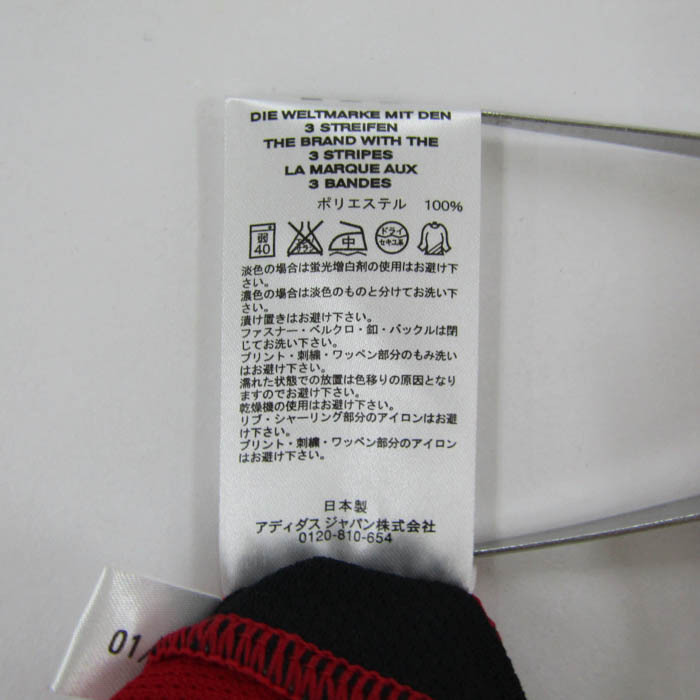 DIE WELTMARKE MIT DEN
3 STREIFEN
THE BRAND WITH THE
3 STRIPES
LA MARQUE AUX
3 BANDES
ポリエステル 100%
弱
40
中
ドライ
セキユ系
淡色の場合は蛍光増白剤の使用はお避け下
さい。
濃色の場合は淡色のものと分けてお洗い下
さい。
漬け置きはお避け下さい。
ファスナー・ベルクロ・釦・バックルは閉
じてお洗い下さい。
プリント・刺繍・ワッペン部分のもみ洗い
はお避け下さい。
濡れた状態での放置は色移りの原因となり
ますのでお避け下さい。
乾燥機の使用はお避け下さい。
リブ・シャーリング部分のアイロンはお避
け下さい。
プリント・刺繍・ワッペン部分のアイロン
はお避け下さい。
日本製
アディダス ジャパン株式会社
0120-810-654
01/